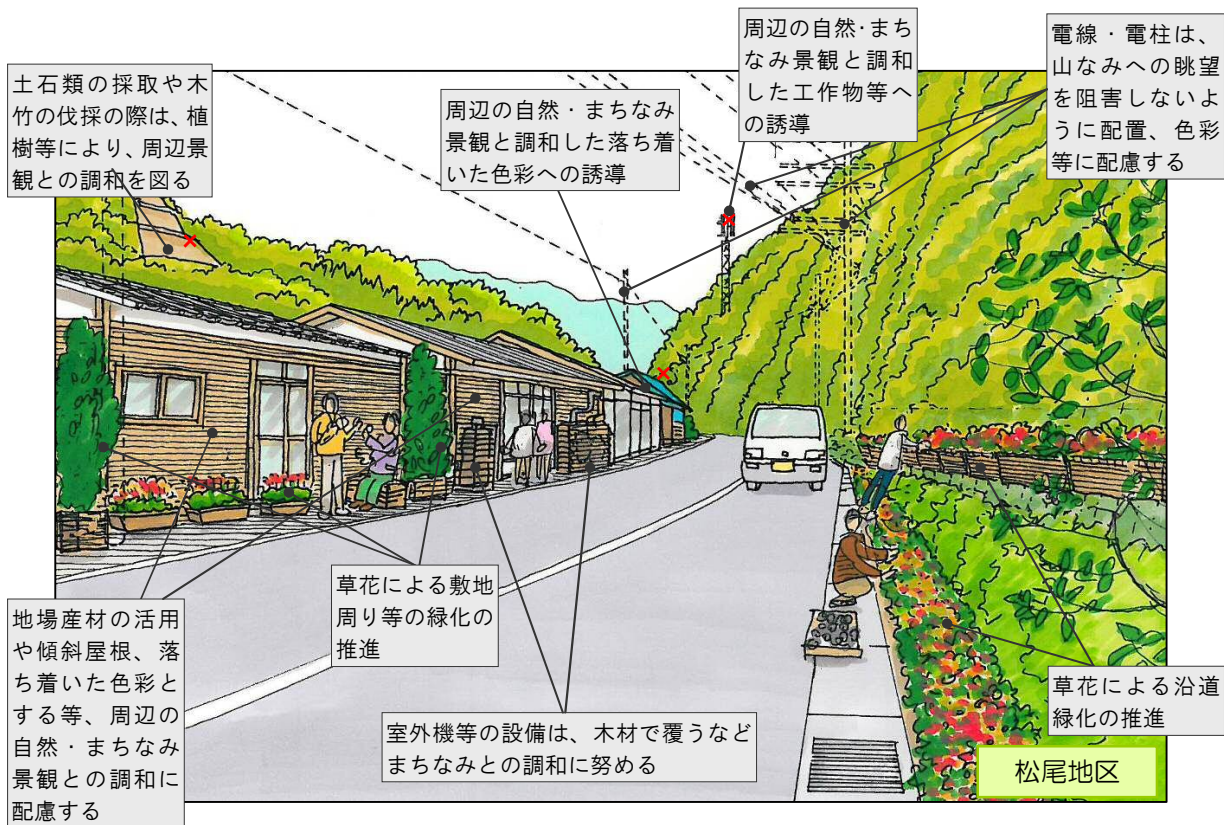 土石類の採取や木
竹の伐採の際は、植
樹等により、周辺景
観との調和を図る
周辺の自然・まちなみ
景観と調和した落ち着
いた色彩への誘導
周辺の自然・まち
なみ景観と調和
した工作物等へ
の誘導
電線・電柱は、
山なみへの眺望
を阻害しないよ
うに配置、色彩
等に配慮する
地場産材の活用
や傾斜屋根、落
ち着いた色彩と
する等、周辺の
自然・まちなみ
景観との調和に
配慮する
草花による敷地
周り等の緑化の
推進
室外機等の設備は、木材で覆うなど
まちなみとの調和に努める
草花による沿道
緑化の推進
松尾地区